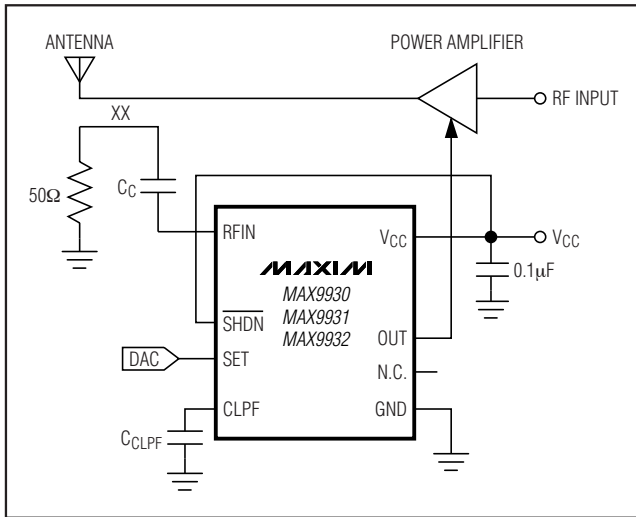 ANTENNA
POWER AMPLIFIER
RF INPUT
XX
50Ω
CC
RFIN
VCC
VCC
MAXIM
0.1µF
MAX9930
MAX9931
MAX9932
SHDN
OUT
DAC
SET
N.C.
CLPF
GND
CCLPF